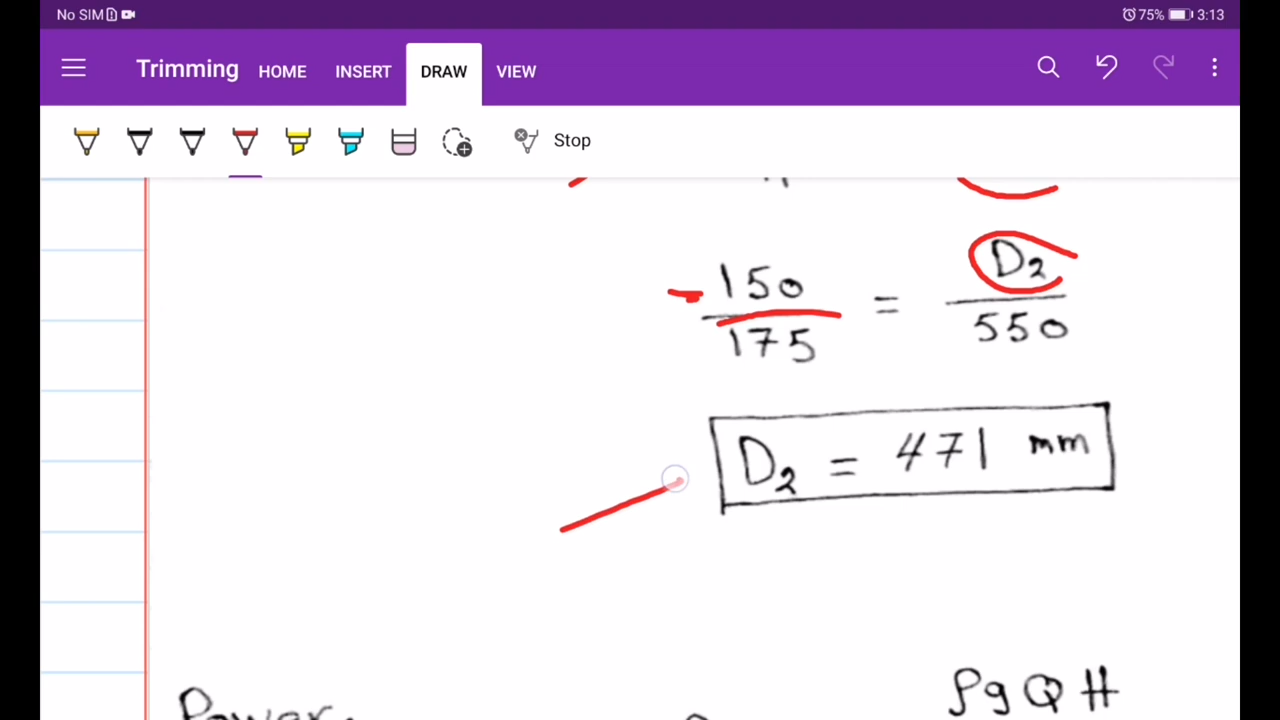 No SIM 75% 3:13
Trimming HOME INSERT DRAW VIEW
Stop
150 / 175 = D₂ / 550
D₂ = 471 mm
ρgQH
Power